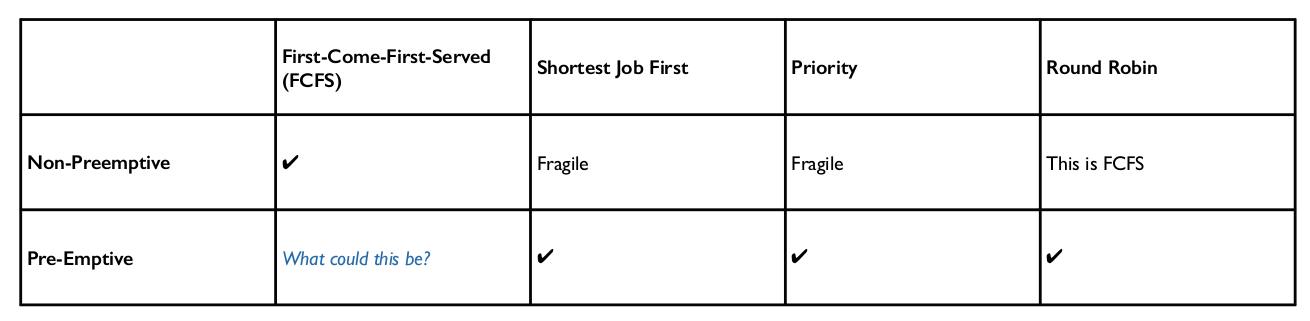 First-Come-First-Served
(FCFS)
Shortest Job First
Priority
Round Robin
Non-Preemptive
✔
Fragile
Fragile
This is FCFS
Pre-Emptive
What could this be?
✔
✔
✔